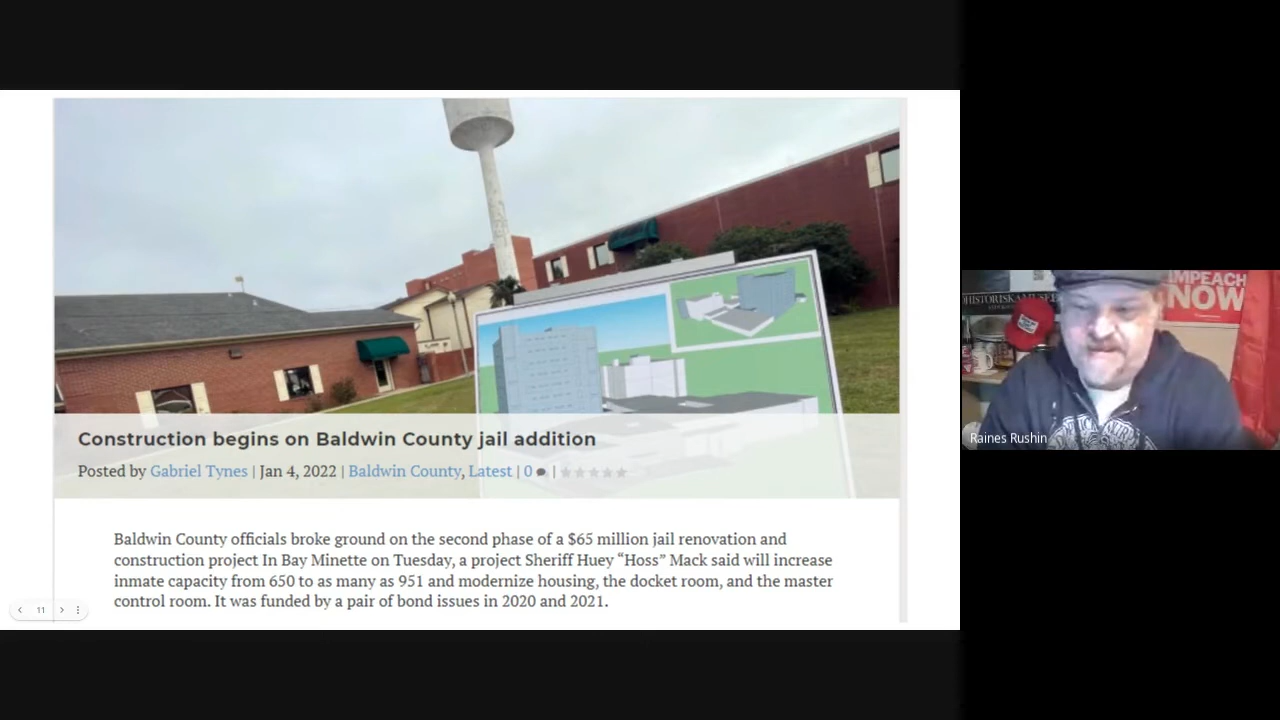 Construction begins on Baldwin County jail addition
Posted by Gabriel Tynes | Jan 4, 2022 | Baldwin County, Latest | 0 |
Baldwin County officials broke ground on the second phase of a $65 million jail renovation and
construction project In Bay Minette on Tuesday, a project Sheriff Huey “Hoss” Mack said will increase
inmate capacity from 650 to as many as 951 and modernize housing, the docket room, and the master
control room. It was funded by a pair of bond issues in 2020 and 2021.
11
IMPEACH
NOW
Raines Rushin